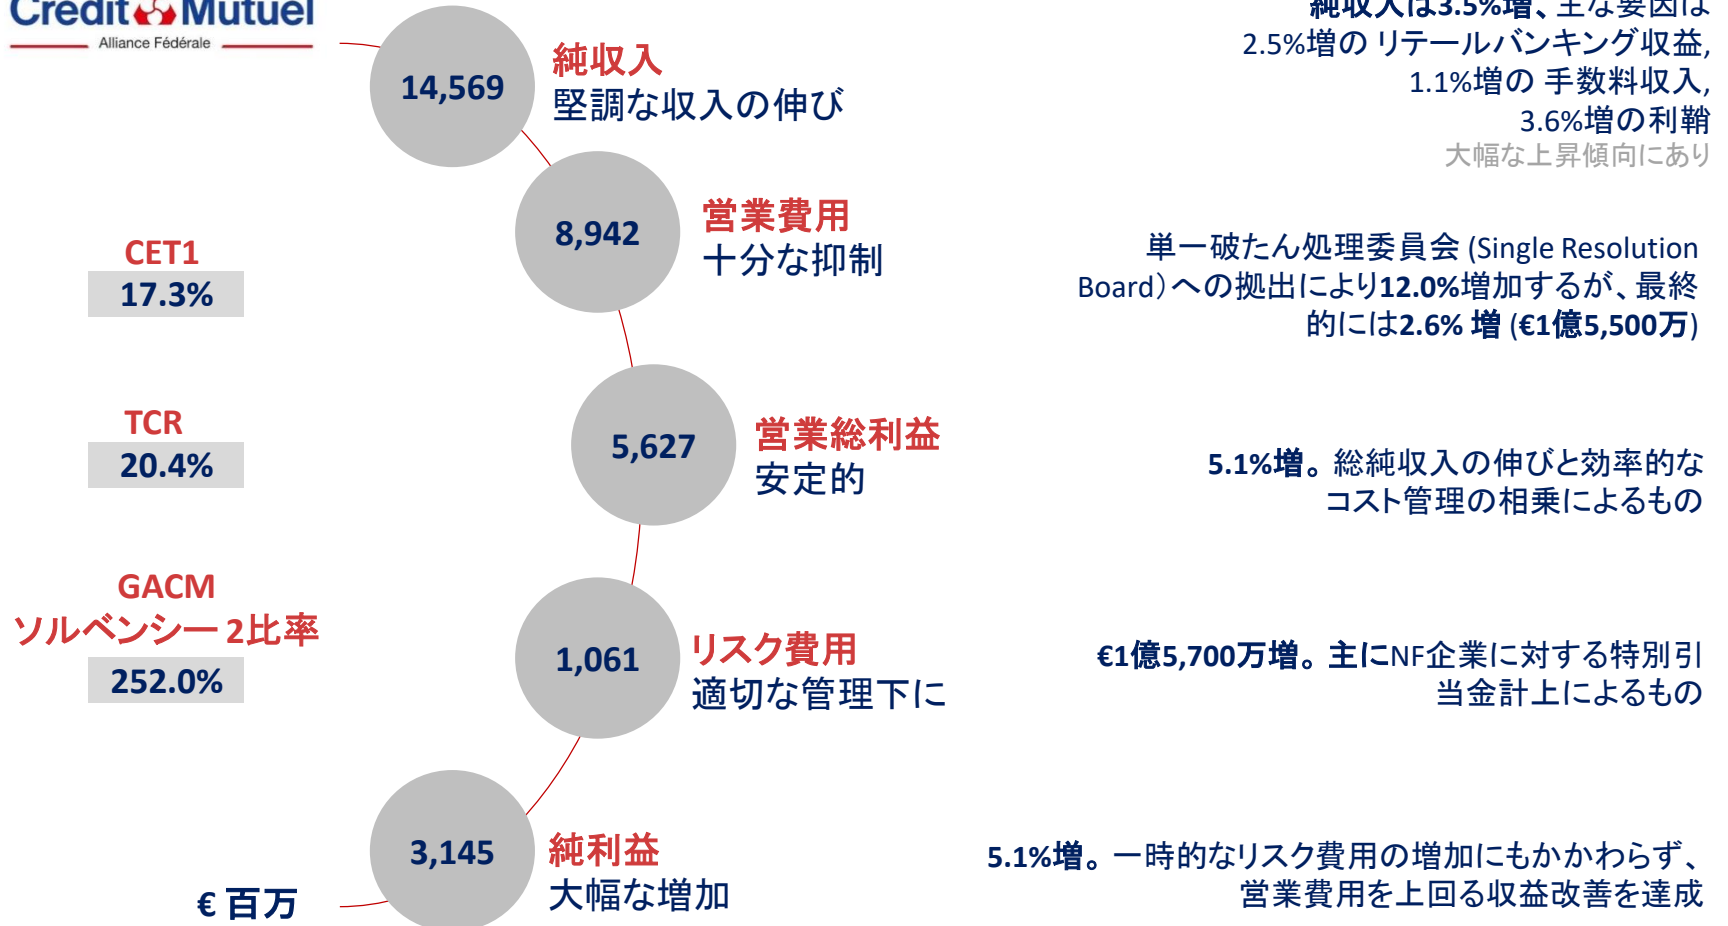 Crédit Mutuel
Alliance Fédérale
純収入は3.5%増、主な要因は
2.5%増の リテールバンキング収益,
1.1%増の 手数料収入,
3.6%増の利鞘
大幅な上昇傾向にあり
14,569
純収入
堅調な収入の伸び
8,942
営業費用
十分な抑制
単一破たん処理委員会 (Single Resolution
Board）への拠出により12.0%増加するが、最終
的には2.6% 増 (€1億5,500万)
CET1
17.3%
TCR
20.4%
5,627
営業総利益
安定的
5.1%増。総純収入の伸びと効率的な
コスト管理の相乗によるもの
GACM
ソルベンシー 2比率
252.0%
1,061
リスク費用
適切な管理下に
€1億5,700万増。主にNF企業に対する特別引
当金計上によるもの
3,145
純利益
大幅な増加
5.1%増。一時的なリスク費用の増加にもかかわらず、
営業費用を上回る収益改善を達成
€ 百万